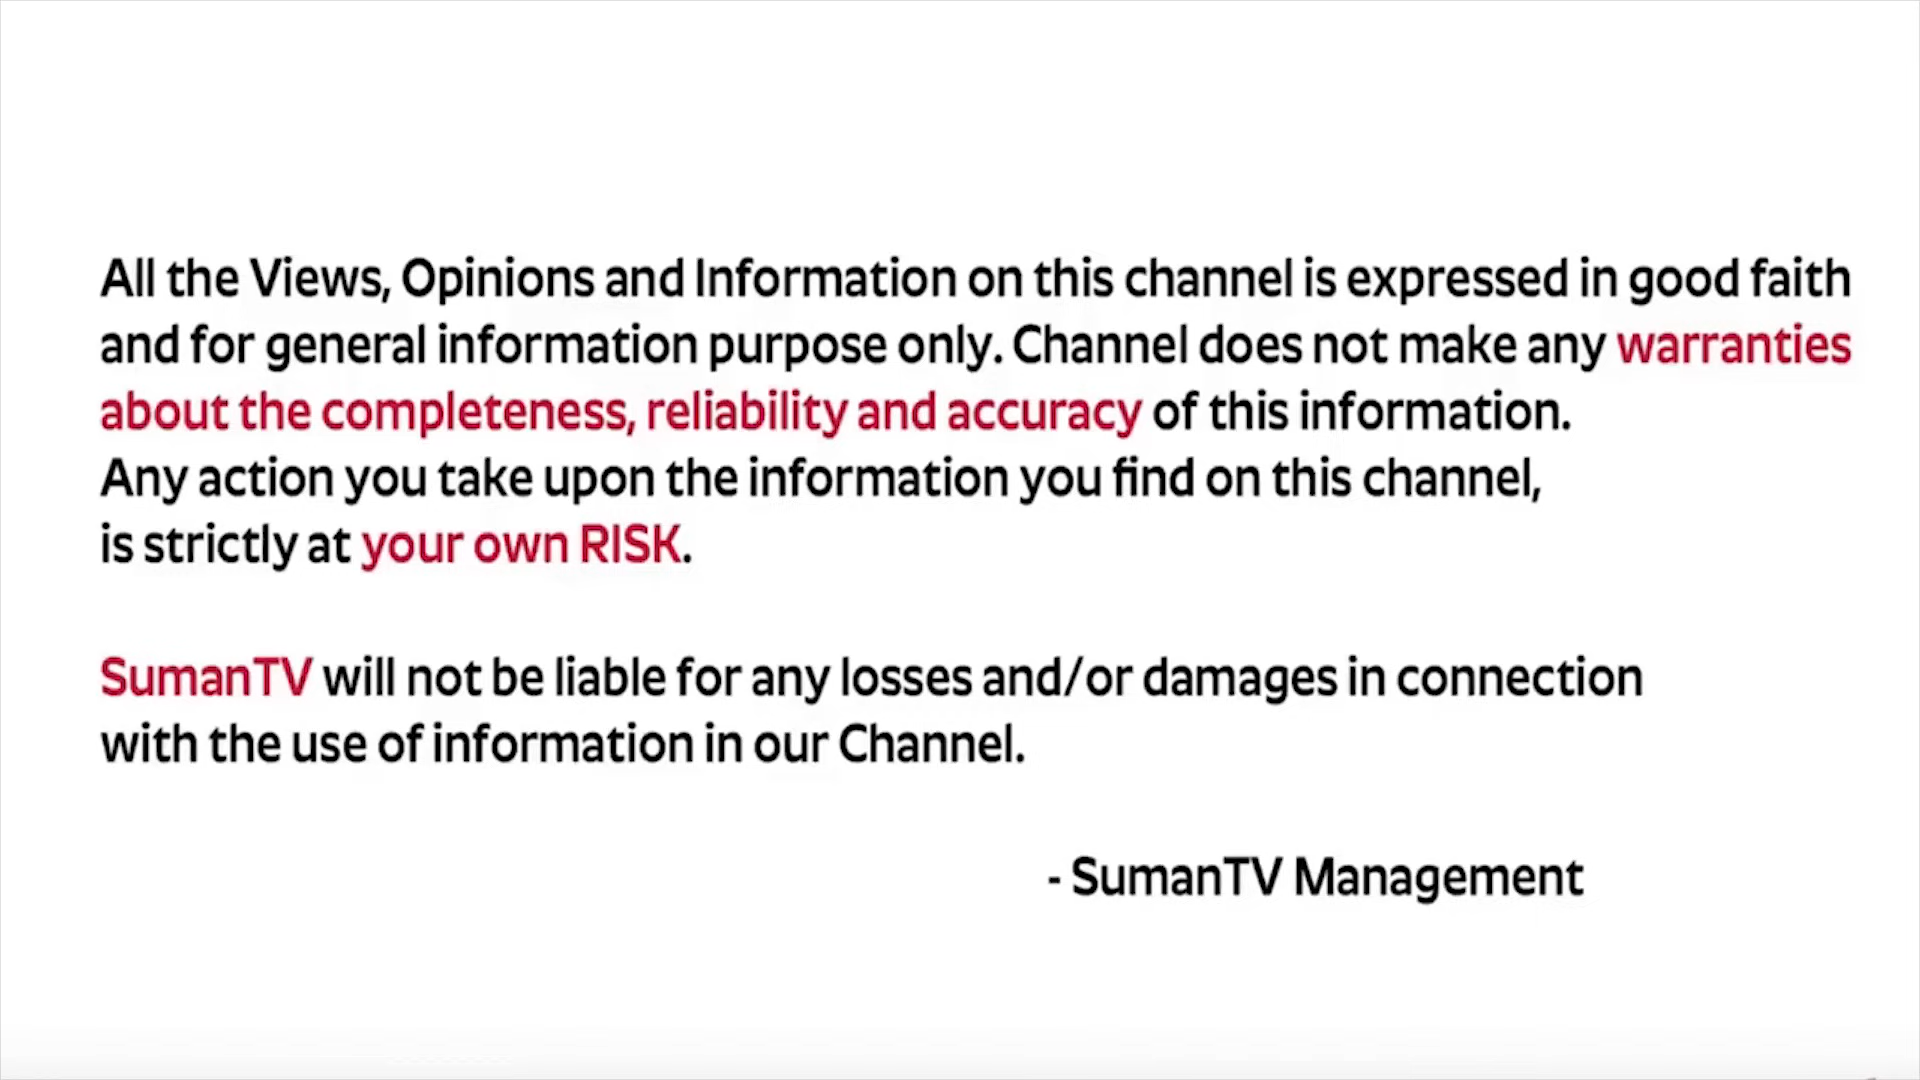 All the Views, Opinions and Information on this channel is expressed in good faith
and for general information purpose only. Channel does not make any warranties
about the completeness, reliability and accuracy of this information.
Any action you take upon the information you find on this channel,
is strictly at your own RISK.
SumanTV will not be liable for any losses and/or damages in connection
with the use of information in our Channel.
- SumanTV Management